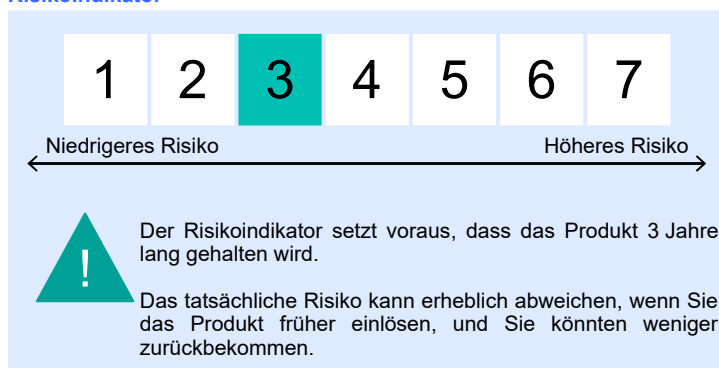 Risikoindikator
1 2 3 4 5 6 7
Niedrigeres Risiko Höheres Risiko
Der Risikoindikator setzt voraus, dass das Produkt 3 Jahre
lang gehalten wird.
!
Das tatsächliche Risiko kann erheblich abweichen, wenn Sie
das Produkt früher einlösen, und Sie könnten weniger
zurückbekommen.